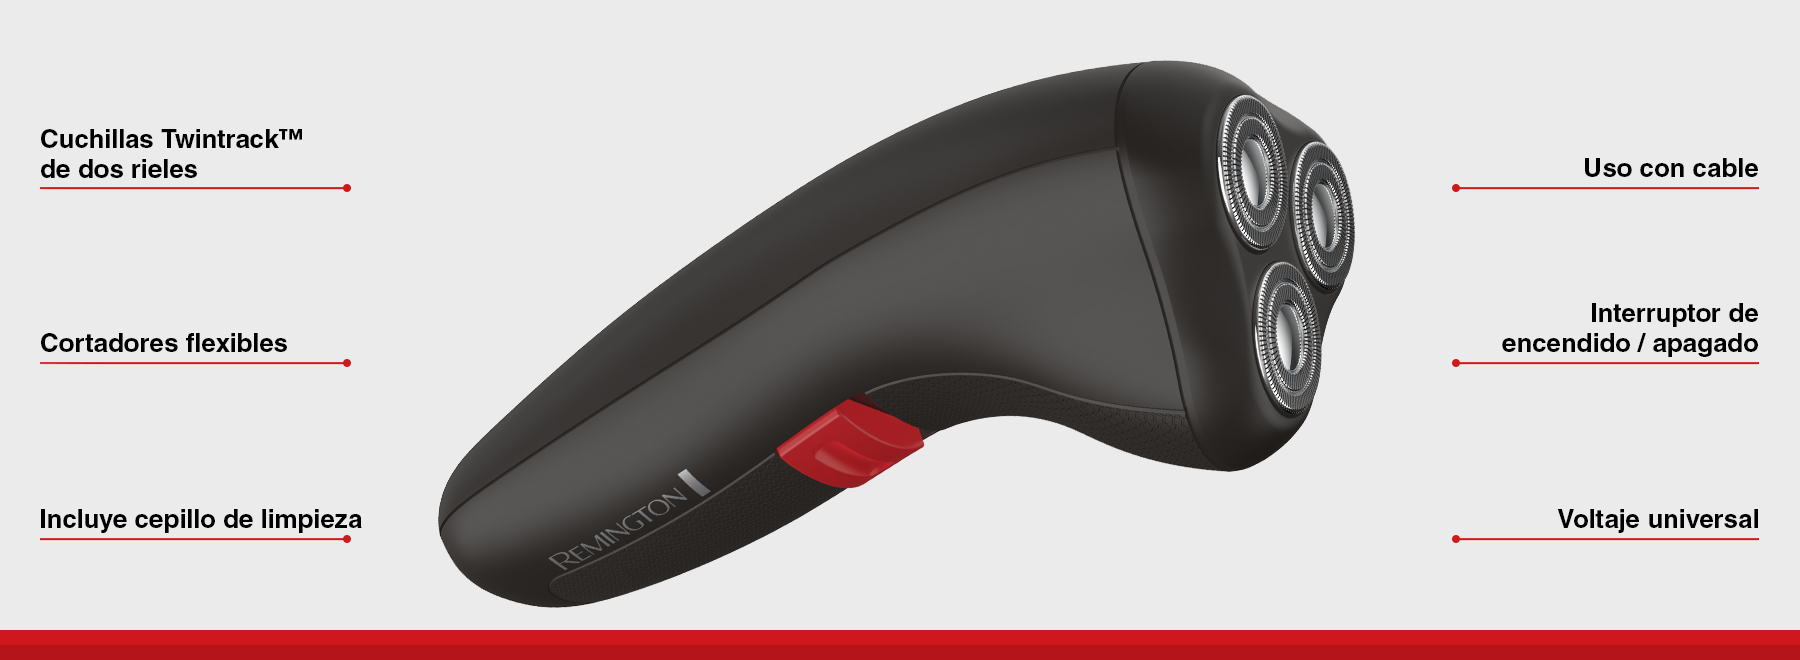 Cuchillas Twintrack™
de dos rieles
Cortadores flexibles
Incluye cepillo de limpieza
REMINGTON
Uso con cable
Interruptor de
encendido / apagado
Voltaje universal